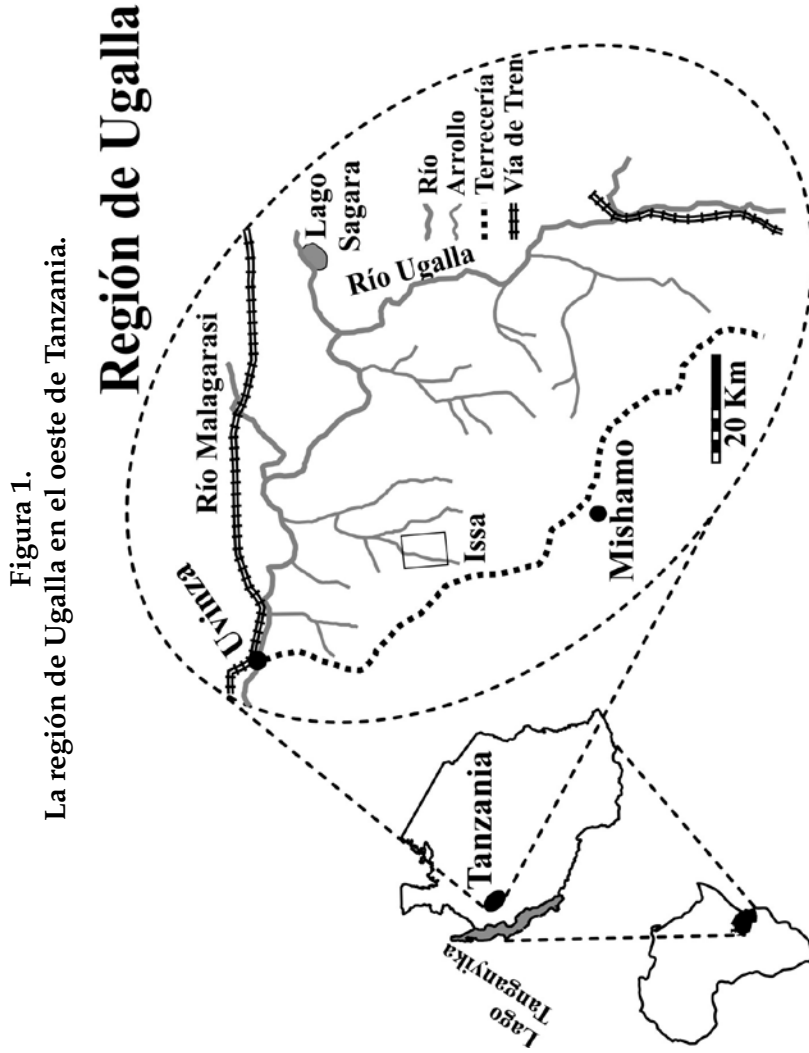 Figura 1.
La región de Ugalla en el oeste de Tanzania.
Región de Ugalla
Uvinza
Río Malagarasi
Lago
Sagara
Río Ugalla
Río
Arrollo
Terrecería
Vía de Tren
Issa
Mishamo
20 Km
Tanzania
Lago
Tanganyika